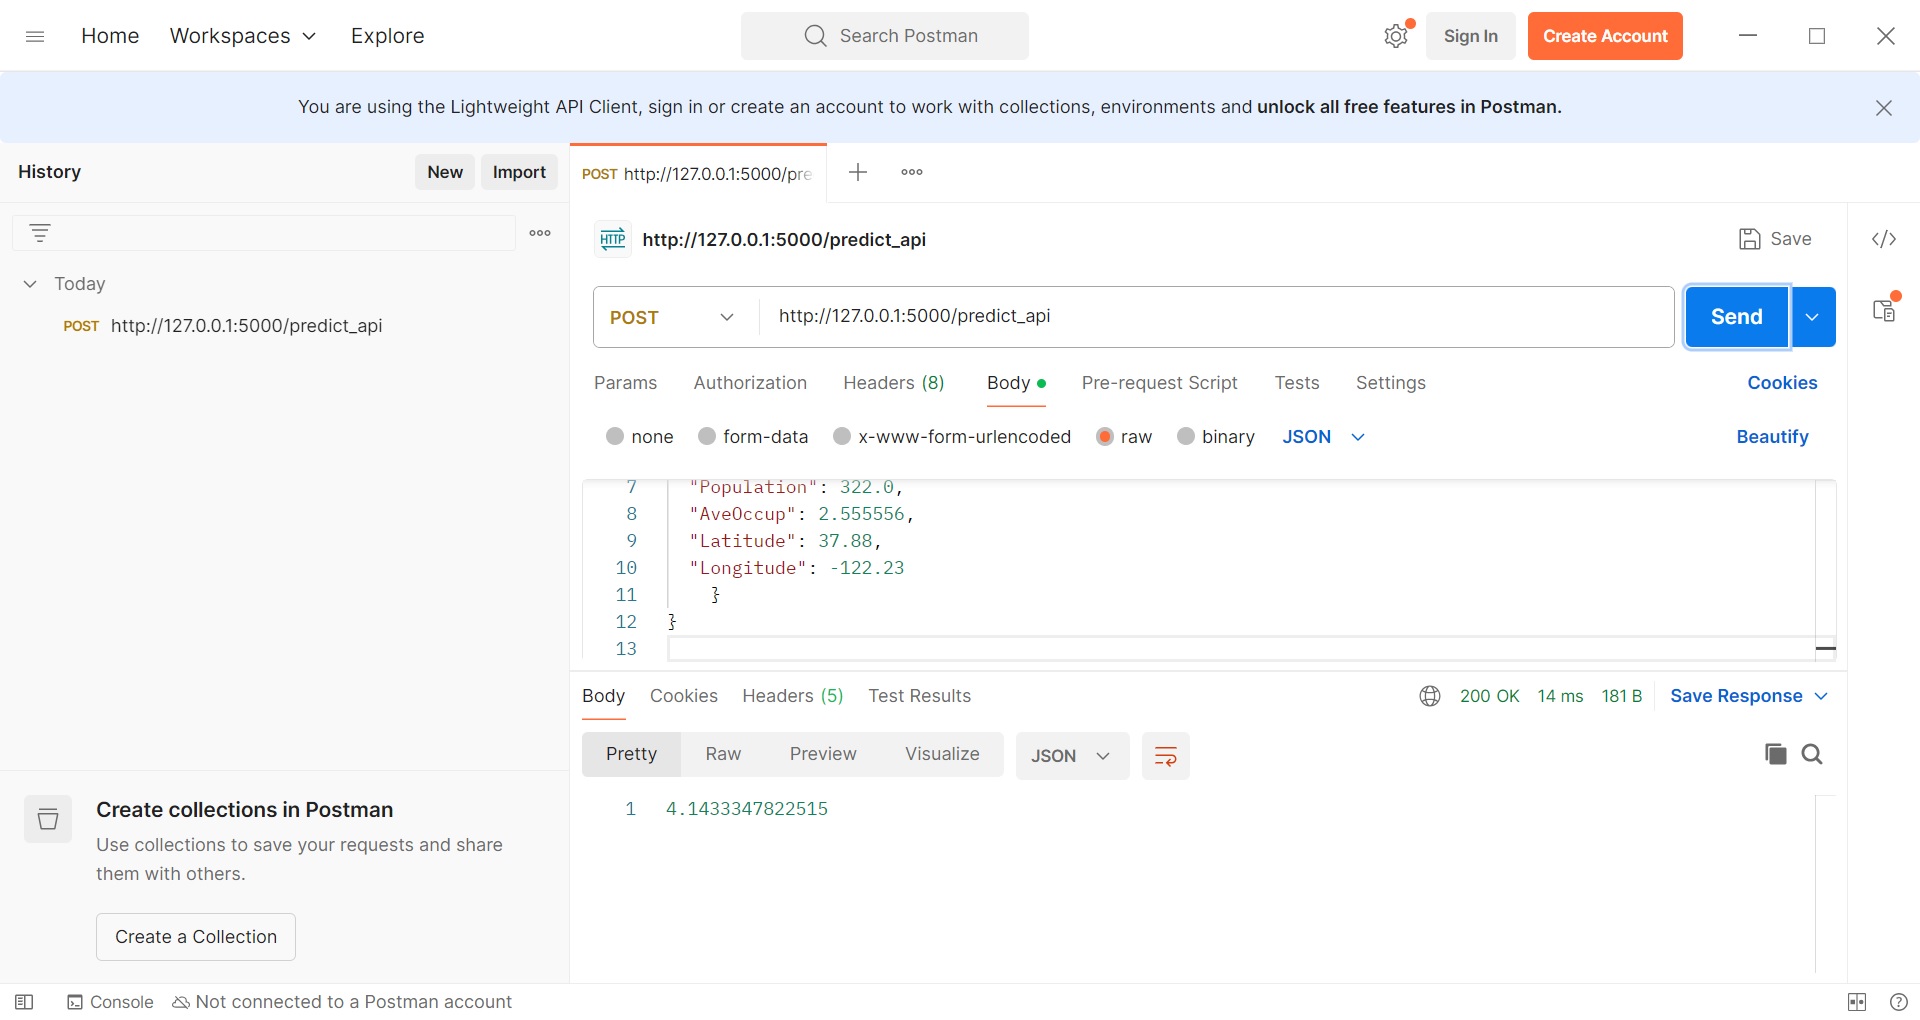 Home
Workspaces
Explore
Search Postman
Sign In
Create Account
You are using the Lightweight API Client, sign in or create an account to work with collections, environments and unlock all free features in Postman.
History
New
Import
POST http://127.0.0.1:5000/pre
HTTP
http://127.0.0.1:5000/predict_api
Save
</>
Today
POST http://127.0.0.1:5000/predict_api
POST
http://127.0.0.1:5000/predict_api
Send
Params
Authorization
Headers (8)
Body
Pre-request Script
Tests
Settings
Cookies
none
form-data
x-www-form-urlencoded
raw
binary
JSON
Beautify
7 "Population": 322.0,
8 "AveOccup": 2.555556,
9 "Latitude": 37.88,
10 "Longitude": -122.23
11 }
12 }
13
Body
Cookies
Headers (5)
Test Results
200 OK
14 ms
181 B
Save Response
Pretty
Raw
Preview
Visualize
JSON
1 4.1433347822515
Create collections in Postman
Use collections to save your requests and share
them with others.
Create a Collection
Console
Not connected to a Postman account